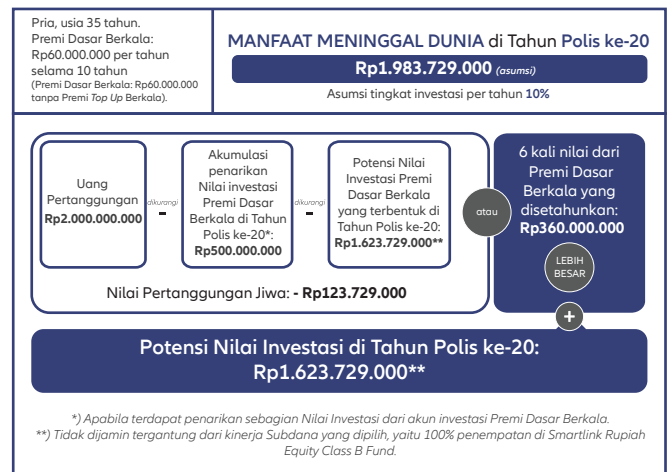 Pria, usia 35 tahun.
Premi Dasar Berkala:
Rp60.000.000 per tahun
selama 10 tahun
(Premi Dasar Berkala: Rp60.000.000
tanpa Premi Top Up Berkala).
MANFAAT MENINGGAL DUNIA di Tahun Polis ke-20
Rp1.983.729.000 (asumsi)
Asumsi tingkat investasi per tahun 10%
Uang
Pertanggungan
Rp2.000.000.000
dikurangi
-
Akumulasi
penarikan
Nilai investasi
Premi Dasar
Berkala di Tahun
Polis ke-20*:
Rp500.000.000
dikurangi
-
Potensi Nilai
Investasi Premi
Dasar Berkala
yang terbentuk di
Tahun Polis ke-20:
Rp1.623.729.000**
Nilai Pertanggungan Jiwa: - Rp123.729.000
atau
6 kali nilai dari
Premi Dasar
Berkala yang
disetahunkan:
Rp360.000.000
LEBIH
BESAR
+
Potensi Nilai Investasi di Tahun Polis ke-20:
Rp1.623.729.000**
*) Apabila terdapat penarikan sebagian Nilai Investasi dari akun investasi Premi Dasar Berkala.
**) Tidak dijamin tergantung dari kinerja Subdana yang dipilih, yaitu 100% penempatan di Smartlink Rupiah
Equity Class B Fund.